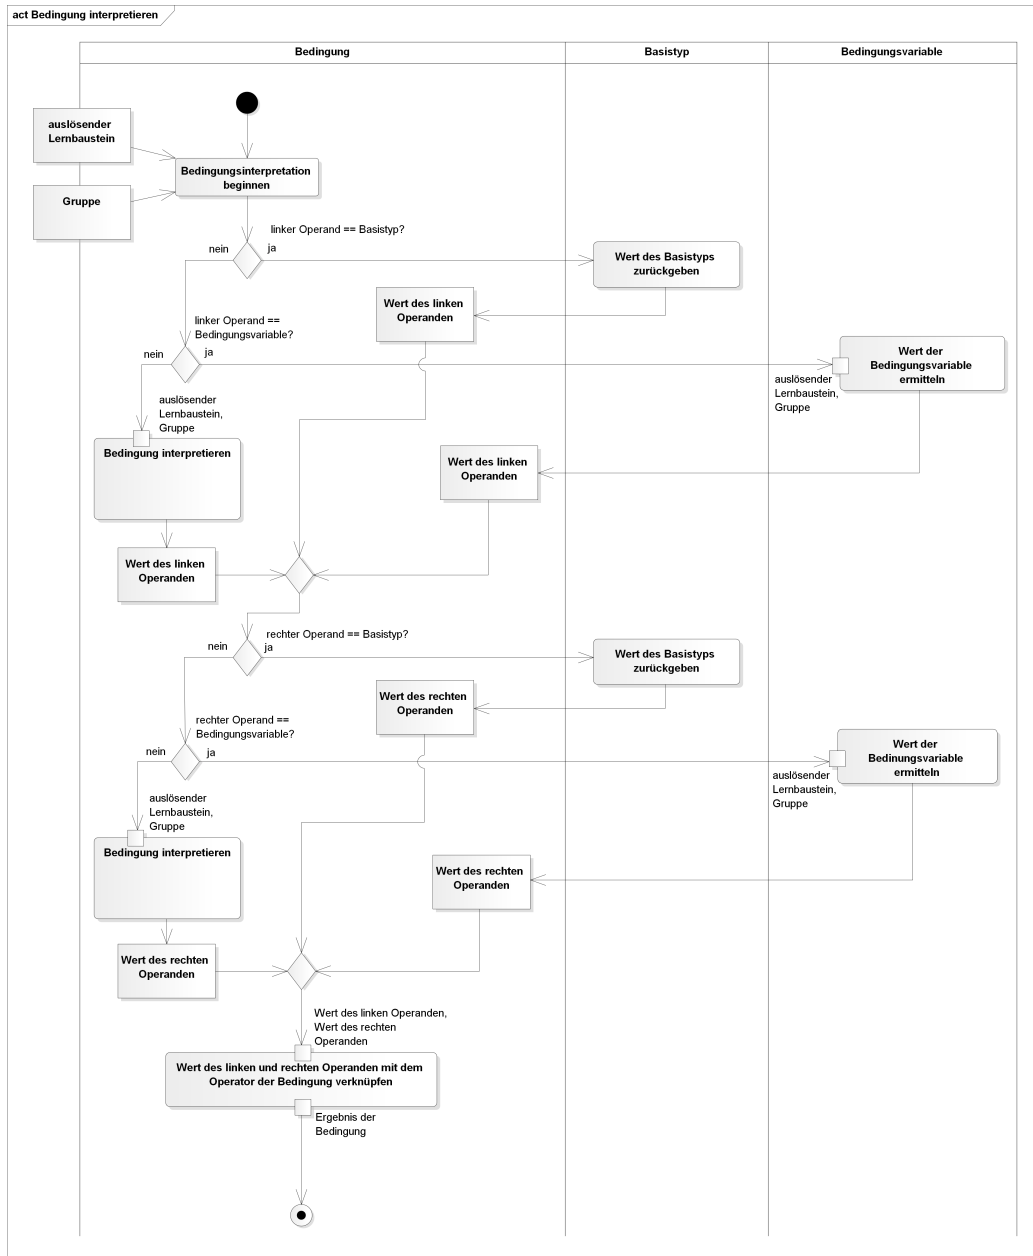 act Bedingung interpretieren
Bedingung
Basistyp
Bedingungsvariable
auslösender
Lernbaustein
Bedingungsinterpretation
beginnen
Gruppe
linker Operand == Basistyp?
nein
ja
Wert des Basistyps
zurückgeben
Wert des linken
Operanden
linker Operand ==
Bedingungsvariable?
nein
ja
Wert der
Bedingungsvariable
ermitteln
auslösender
Lernbaustein,
Gruppe
auslösender
Lernbaustein,
Gruppe
Bedingung interpretieren
Wert des linken
Operanden
Wert des linken
Operanden
rechter Operand == Basistyp?
nein
ja
Wert des Basistyps
zurückgeben
Wert des rechten
Operanden
rechter Operand ==
Bedingungsvariable?
nein
ja
Wert der
Bedinungsvariable
ermitteln
auslösender
Lernbaustein,
Gruppe
auslösender
Lernbaustein,
Gruppe
Bedingung interpretieren
Wert des rechten
Operanden
Wert des rechten
Operanden
Wert des linken Operanden,
Wert des rechten
Operanden
Wert des linken und rechten Operanden mit dem
Operator der Bedingung verknüpfen
Ergebnis der
Bedingung